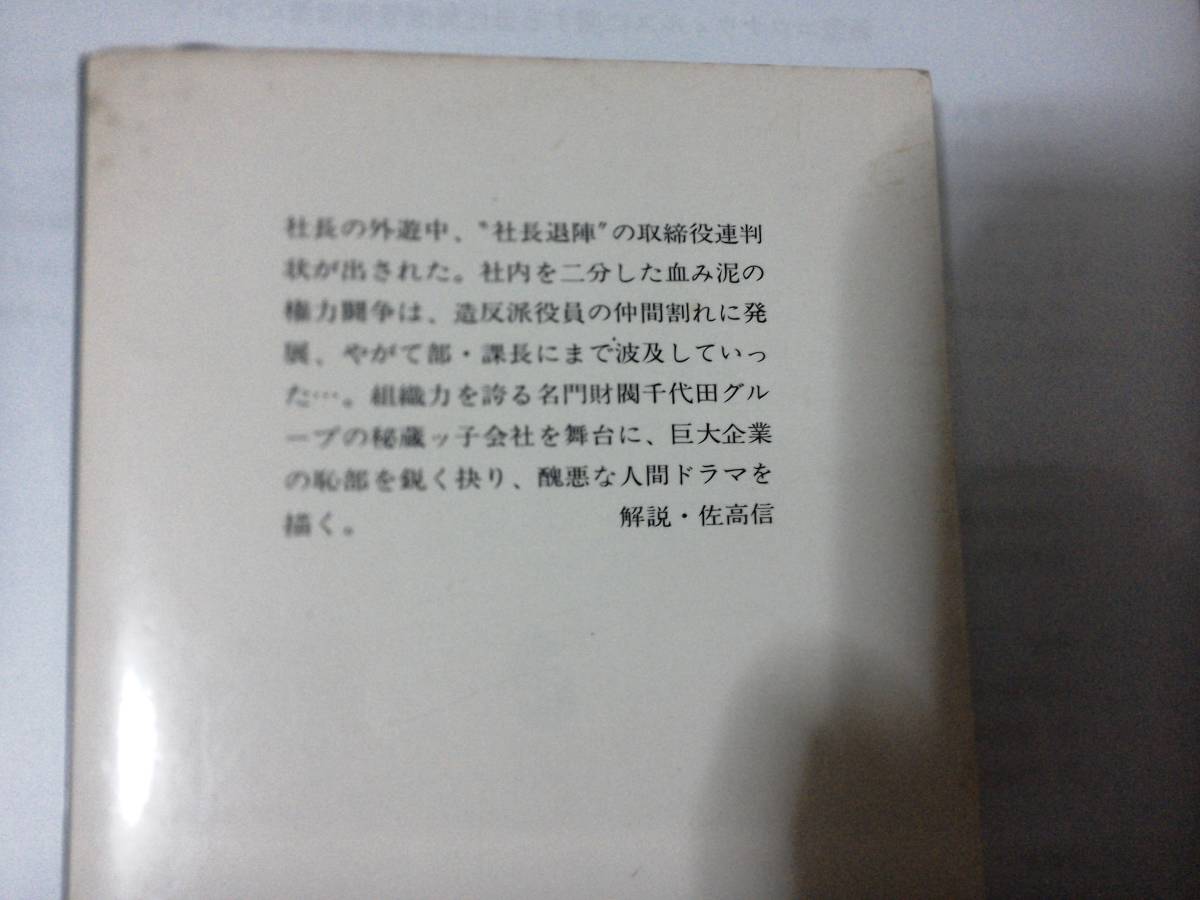 社長の外遊中、〝社長退陣〟の取締役連判
状が出された。社内を二分した血み泥の
権力闘争は、造反派役員の仲間割れに発
展、やがて部・課長にまで波及していっ
た…。組織力を誇る名門財閥千代田グル
ープの秘蔵ッ子会社を舞台に、巨大企業
の恥部を鋭く抉り、醜悪な人間ドラマを
描く。 解説・佐高信